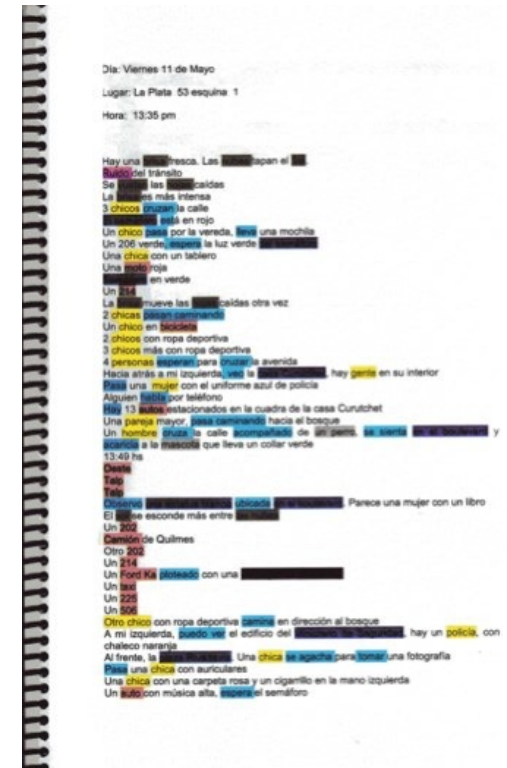 Día: Viernes 11 de Mayo
Lugar: La Plata 53 esquina 1
Hora: 13:35 pm
Hay una fresca. Las tapan el
Ruido del tránsito
Se las caídas
La es más intensa
3 chicos cruzan la calle
está en rojo
Un chico pasa por la vereda, lleva una mochila
Un 206 verde, espera la luz verde
Una chica con un tablero
Una moto roja
en verde
Un 214
La mueve las caídas otra vez
2 chicas pasan caminando
Un chico en bicicleta
2 chicos con ropa deportiva
3 chicos más con ropa deportiva
4 personas esperan para cruzar la avenida
Hacia atrás a mi izquierda, veo la , hay gente en su interior
Pasa una mujer con el uniforme azul de policía
Alguien habla por teléfono
Hay 13 autos estacionados en la cuadra de la casa Curutchet
Una pareja mayor, pasa caminando hacia el bosque
Un hombre cruza la calle acompañado de un perro, se sienta en el boulevard y
acaricia a la mascota que lleva un collar verde
13:49 hs
Oeste
Talp
Talp
Observo ubicada . Parece una mujer con un libro
El se esconde más entre
Un 202
Camión de Quilmes
Otro 202
Un 214
Un Ford Ka ploteado con una
Un taxi
Un 225
Un 506
Otro chico con ropa deportiva camina en dirección al bosque
A mi izquierda, puedo ver el edificio del , hay un policía, con
chaleco naranja
Al frente, la . Una chica se agacha para tomar una fotografía
Pasa una chica con auriculares
Una chica con una carpeta rosa y un cigarrillo en la mano izquierda
Un auto con música alta, espera el semáforo